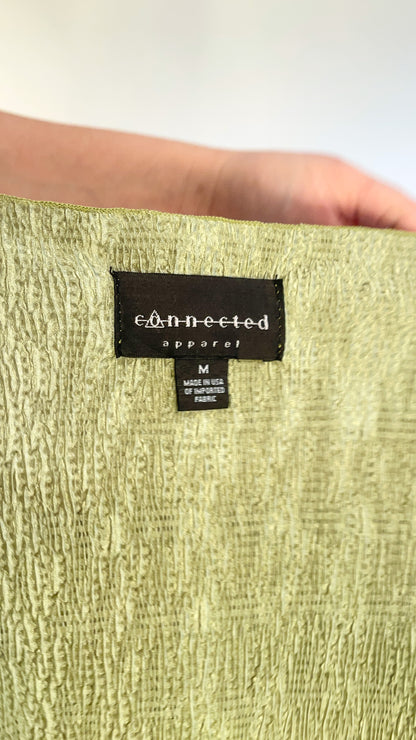 connected
apparel
M
MADE IN USA
OF IMPORTED
FABRIC